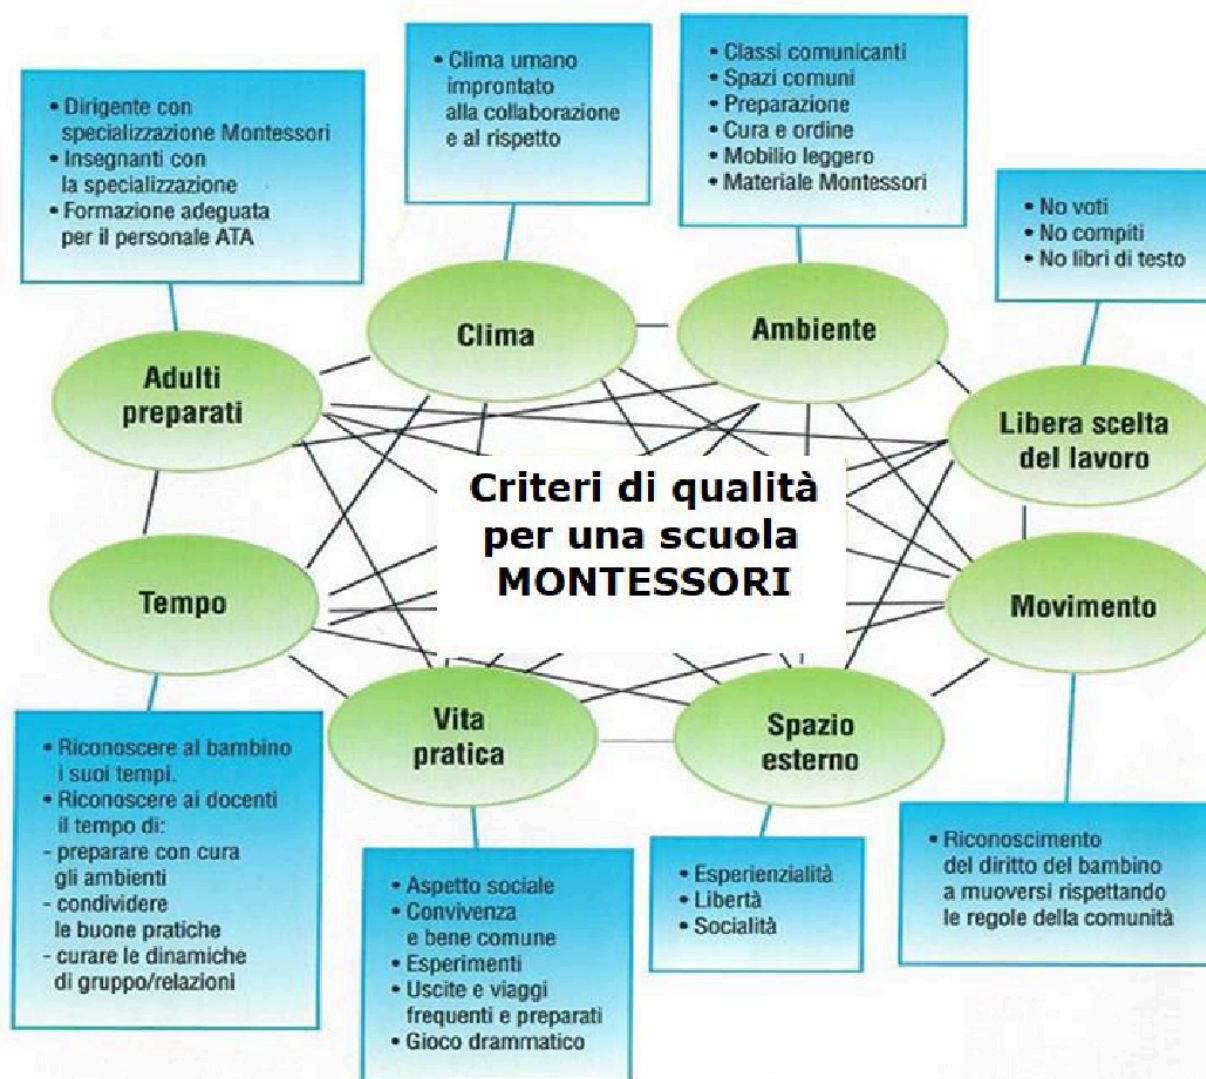 • Dirigente con
specializzazione Montessori
• Insegnanti con
la specializzazione
• Formazione adeguata
per il personale ATA
• Clima umano
improntato
alla collaborazione
e al rispetto
• Classi comunicanti
• Spazi comuni
• Preparazione
• Cura e ordine
• Mobilio leggero
• Materiale Montessori
• No voti
• No compiti
• No libri di testo
Adulti
preparati
Clima
Ambiente
Libera scelta
del lavoro
Criteri di qualità
per una scuola
MONTESSORI
Tempo
Movimento
Vita
pratica
Spazio
esterno
• Riconoscere al bambino
i suoi tempi.
• Riconoscere ai docenti
il tempo di:
- preparare con cura
gli ambienti
- condividere
le buone pratiche
- curare le dinamiche
di gruppo/relazioni
• Aspetto sociale
• Convivenza
e bene comune
• Esperimenti
• Uscite e viaggi
frequenti e preparati
• Gioco drammatico
• Esperienzialità
• Libertà
• Socialità
• Riconoscimento
del diritto del bambino
a muoversi rispettando
le regole della comunità